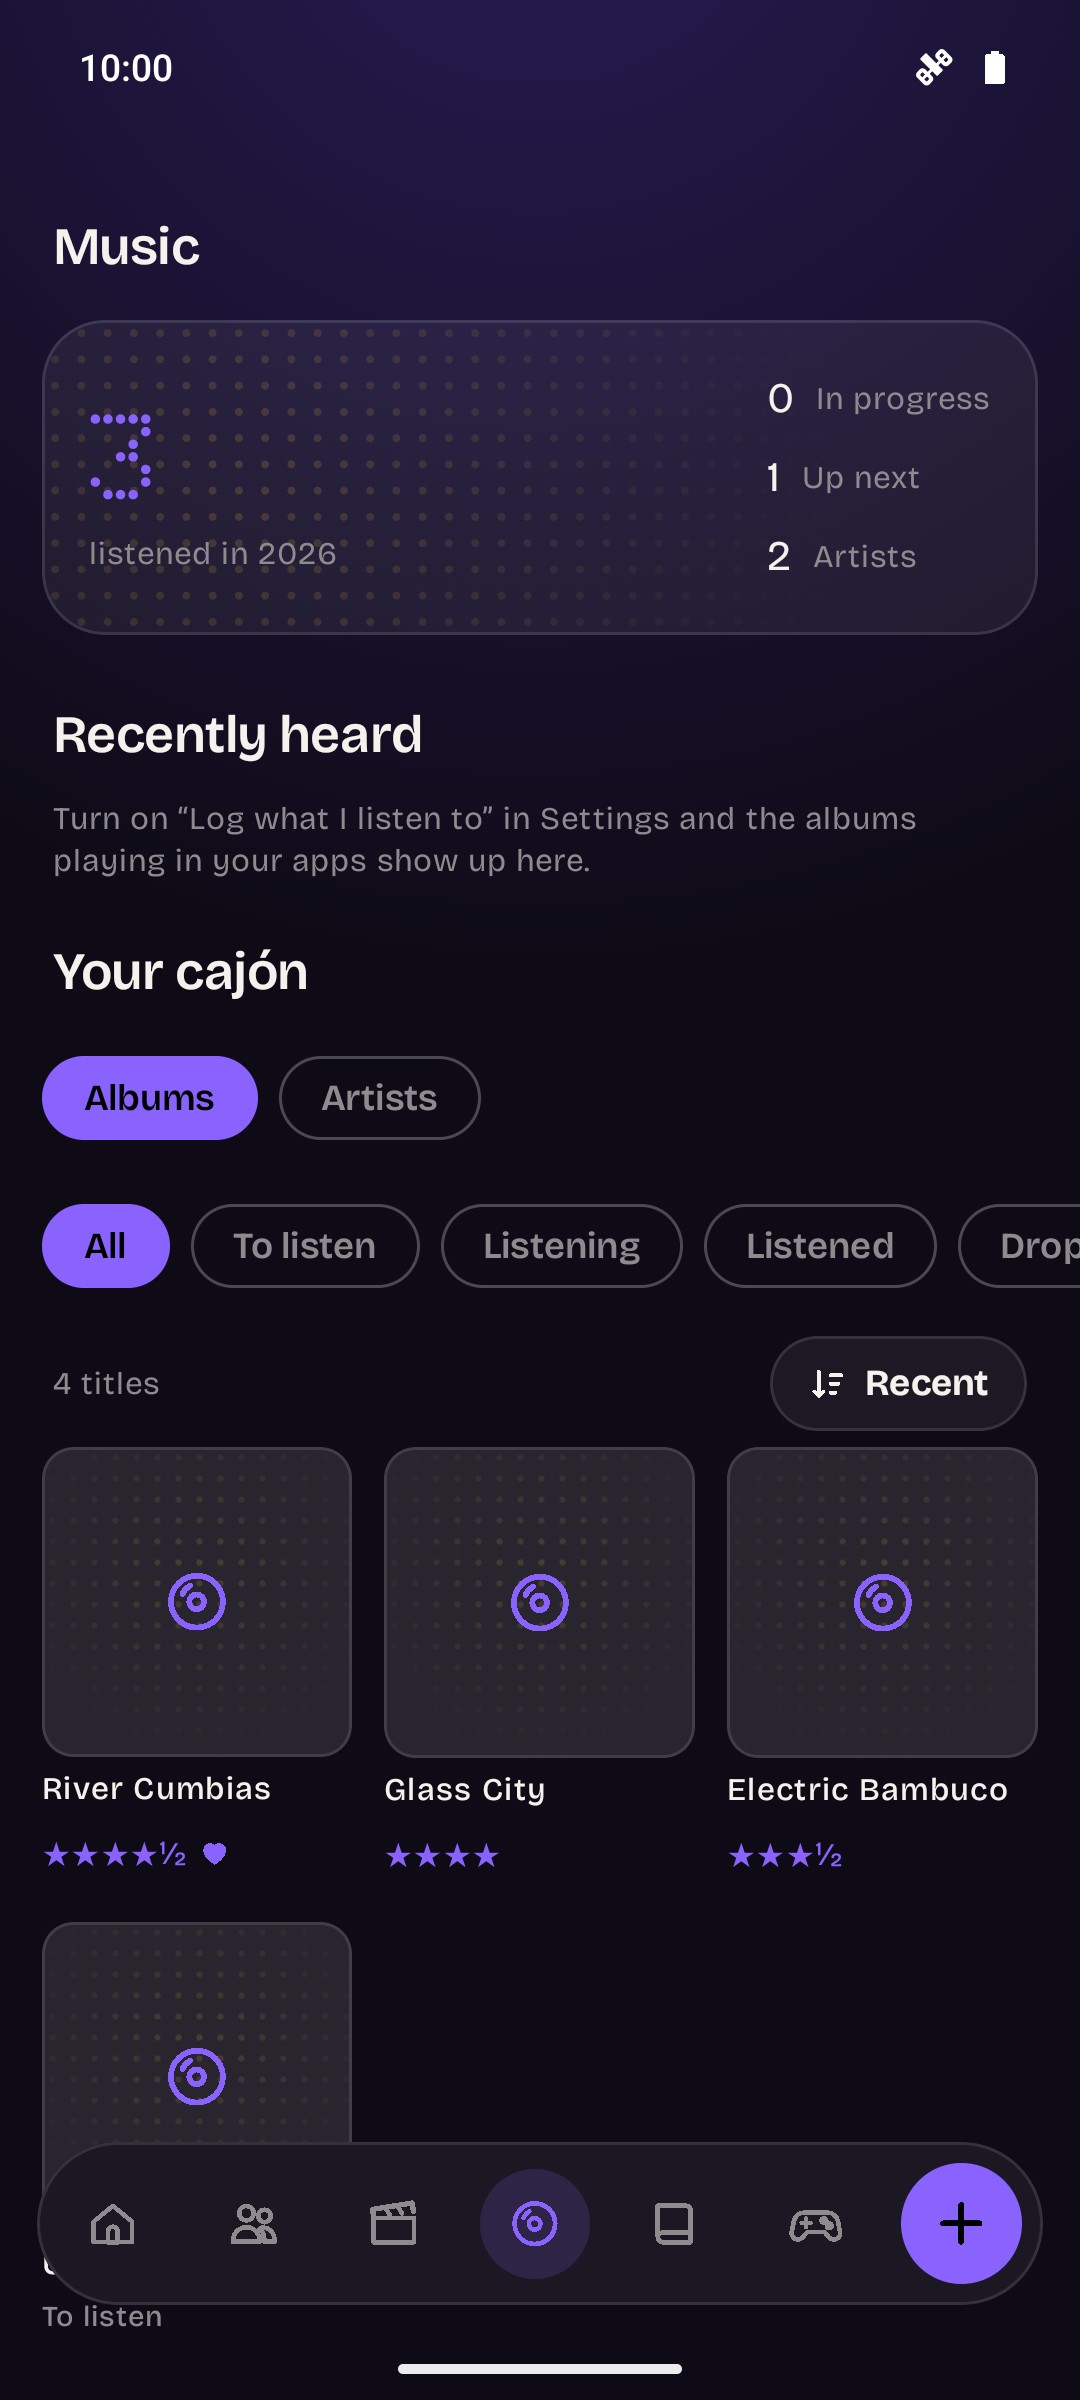 10:00
Music
3
listened in 2026
0 In progress
1 Up next
2 Artists
Recently heard
Turn on “Log what I listen to” in Settings and the albums
playing in your apps show up here.
Your cajón
Albums
Artists
All
To listen
Listening
Listened
Drop
4 titles
Recent
River Cumbias
Glass City
Electric Bambuco
★★★★½
★★★★
★★★½
To listen